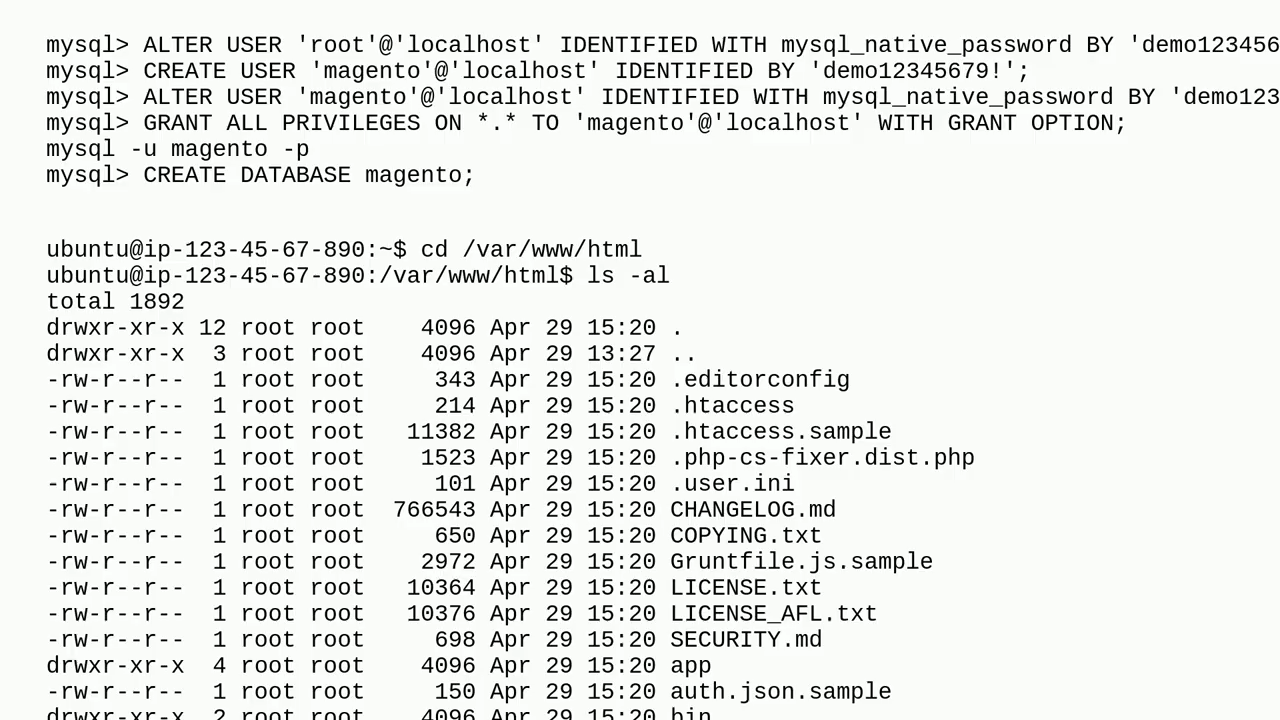 mysql> ALTER USER 'root'@'localhost' IDENTIFIED WITH mysql_native_password BY 'demo123456
mysql> CREATE USER 'magento'@'localhost' IDENTIFIED BY 'demo12345679!';
mysql> ALTER USER 'magento'@'localhost' IDENTIFIED WITH mysql_native_password BY 'demo123
mysql> GRANT ALL PRIVILEGES ON *.* TO 'magento'@'localhost' WITH GRANT OPTION;
mysql -u magento -p
mysql> CREATE DATABASE magento;
ubuntu@ip-123-45-67-890:~$ cd /var/www/html
ubuntu@ip-123-45-67-890:/var/www/html$ ls -al
total 1892
drwxr-xr-x 12 root root    4096 Apr 29 15:20 .
drwxr-xr-x  3 root root    4096 Apr 29 13:27 ..
-rw-r--r--  1 root root     343 Apr 29 15:20 .editorconfig
-rw-r--r--  1 root root     214 Apr 29 15:20 .htaccess
-rw-r--r--  1 root root   11382 Apr 29 15:20 .htaccess.sample
-rw-r--r--  1 root root    1523 Apr 29 15:20 .php-cs-fixer.dist.php
-rw-r--r--  1 root root     101 Apr 29 15:20 .user.ini
-rw-r--r--  1 root root  766543 Apr 29 15:20 CHANGELOG.md
-rw-r--r--  1 root root     650 Apr 29 15:20 COPYING.txt
-rw-r--r--  1 root root    2972 Apr 29 15:20 Gruntfile.js.sample
-rw-r--r--  1 root root   10364 Apr 29 15:20 LICENSE.txt
-rw-r--r--  1 root root   10376 Apr 29 15:20 LICENSE_AFL.txt
-rw-r--r--  1 root root     698 Apr 29 15:20 SECURITY.md
drwxr-xr-x  4 root root    4096 Apr 29 15:20 app
-rw-r--r--  1 root root     150 Apr 29 15:20 auth.json.sample
drwxr-xr-x  2 root root    4096 Apr 29 15:20 bin